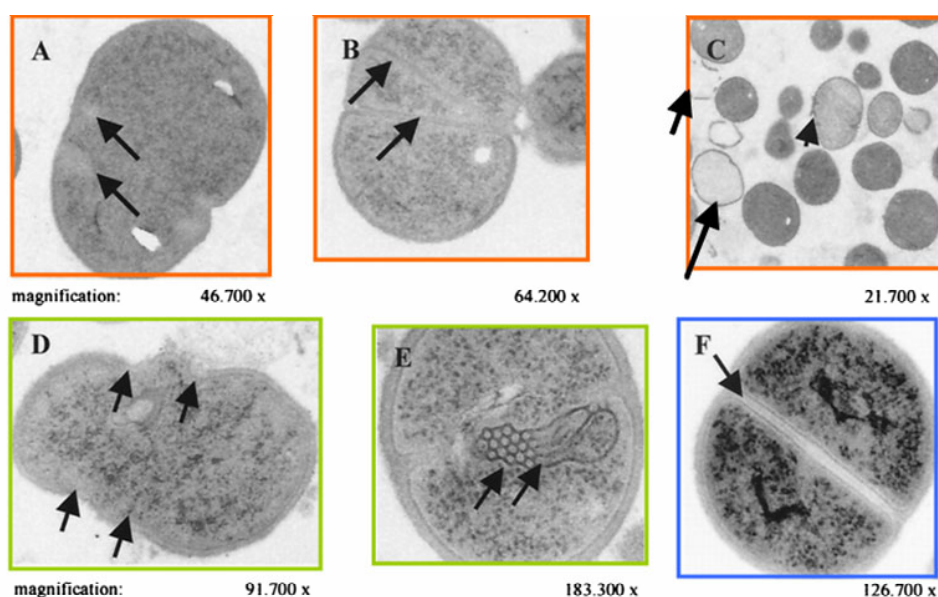 A B C
magnification: 46.700 x 64.200 x 21.700 x
D E F
magnification: 91.700 x 183.300 x 126.700 x